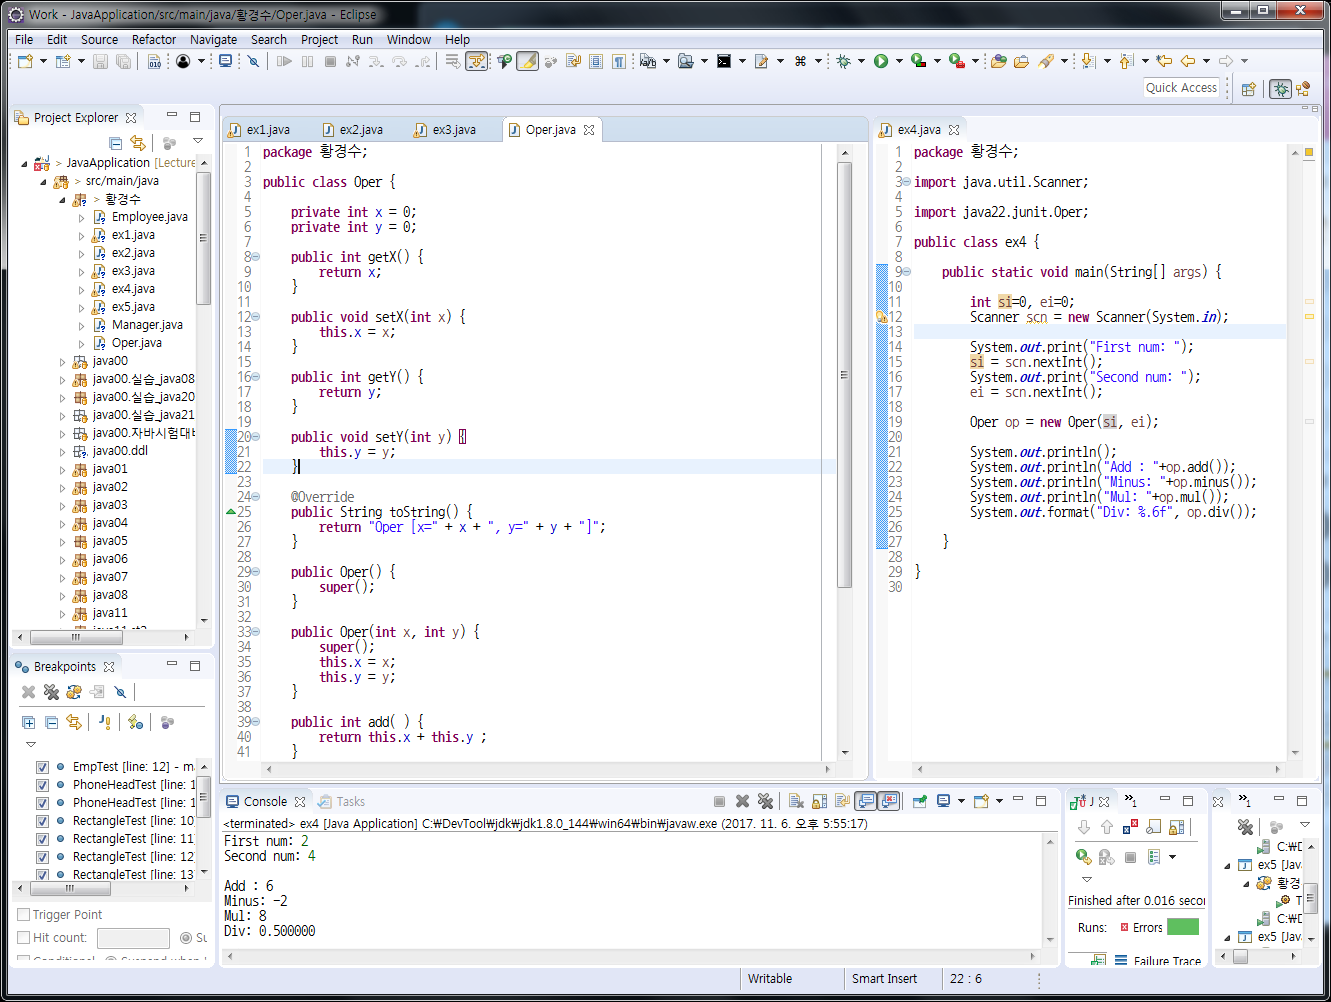 Work - JavaApplication/src/main/java/황경수/Oper.java - Eclipse
File Edit Source Refactor Navigate Search Project Run Window Help
Quick Access
Project Explorer
> JavaApplication [Lecture
> src/main/java
> 황경수
Employee.java
ex1.java
ex2.java
ex3.java
ex4.java
ex5.java
Manager.java
Oper.java
java00
java00.실습_java08
java00.실습_java20
java00.실습_java21
java00.자바시험대비
java00.ddl
java01
java02
java03
java04
java05
java06
java07
java08
java11
Breakpoints
EmpTest [line: 12] - ma
PhoneHeadTest [line: 1
PhoneHeadTest [line: 1
RectangleTest [line: 10]
RectangleTest [line: 11]
RectangleTest [line: 12]
RectangleTest [line: 13]
Trigger Point
Hit count: Su
Conditional Suspend when
ex1.java ex2.java ex3.java Oper.java
1 package 황경수;
2
3 public class Oper {
4
5 private int x = 0;
6 private int y = 0;
7
8 public int getX() {
9 return x;
10 }
11
12 public void setX(int x) {
13 this.x = x;
14 }
15
16 public int getY() {
17 return y;
18 }
19
20 public void setY(int y) {
21 this.y = y;
22 }
23
24 @Override
25 public String toString() {
26 return "Oper [x=" + x + ", y=" + y + "]";
27 }
28
29 public Oper() {
30 super();
31 }
32
33 public Oper(int x, int y) {
34 super();
35 this.x = x;
36 this.y = y;
37 }
38
39 public int add( ) {
40 return this.x + this.y ;
41 }
ex4.java
1 package 황경수;
2
3 import java.util.Scanner;
4
5 import java22.junit.Oper;
6
7 public class ex4 {
8
9 public static void main(String[] args) {
10
11 int si=0, ei=0;
12 Scanner scn = new Scanner(System.in);
13
14 System.out.print("First num: ");
15 si = scn.nextInt();
16 System.out.print("Second num: ");
17 ei = scn.nextInt();
18
19 Oper op = new Oper(si, ei);
20
21 System.out.println();
22 System.out.println("Add : "+op.add());
23 System.out.println("Minus: "+op.minus());
24 System.out.println("Mul: "+op.mul());
25 System.out.format("Div: %.6f", op.div());
26
27 }
28
29 }
30
Console Tasks
<terminated> ex4 [Java Application] C:₩DevTool₩jdk₩jdk1.8.0_144₩win64₩bin₩javaw.exe (2017. 11. 6. 오후 5:55:17)
First num: 2
Second num: 4
Add : 6
Minus: -2
Mul: 8
Div: 0.500000
J »1
Finished after 0.016 secor
Runs: Errors
Failure Trace
»1
C:₩D
ex5 [Jav
황경
T
C:₩D
ex5 [Jav
Writable Smart Insert 22 : 6